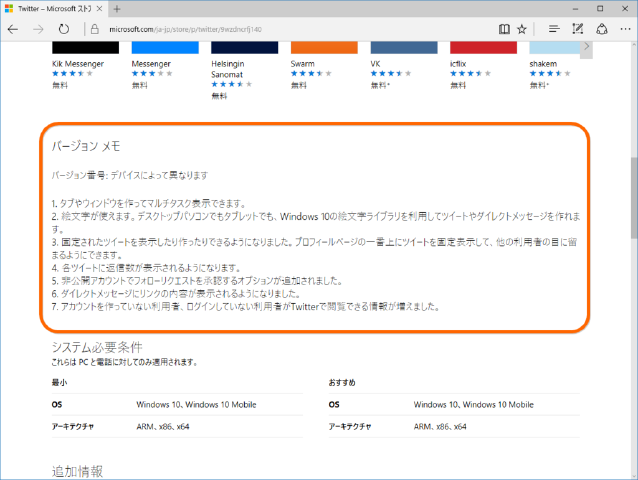 Twitter – Microsoft スト
microsoft.com/ja-jp/store/p/twitter/9wzdncrfj140
Kik Messenger
無料
Messenger
無料
Helsingin
Sanomat
無料
Swarm
無料
VK
無料*
icflix
無料*
shakem
無料*
バージョン メモ
バージョン番号: デバイスによって異なります
1. タブやウィンドウを作ってマルチタスク表示できます。
2. 絵文字が使えます。デスクトップパソコンでもタブレットでも、Windows 10の絵文字ライブラリを利用してツイートやダイレクトメッセージを作れま
す。
3. 固定されたツイートを表示したり作ったりできるようになりました。プロフィールページの一番上にツイートを固定表示して、他の利用者の目に留
まるようにできます。
4. 各ツイートに返信数が表示されるようになります。
5. 非公開アカウントでフォローリクエストを承認するオプションが追加されました。
6. ダイレクトメッセージにリンクの内容が表示されるようになりました。
7. アカウントを作っていない利用者、ログインしていない利用者がTwitterで閲覧できる情報が増えました。
システム必要条件
これらは PC と電話に対してのみ適用されます。
最小
OS Windows 10、Windows 10 Mobile
アーキテクチャ ARM、x86、x64
おすすめ
OS Windows 10、Windows 10 Mobile
アーキテクチャ ARM、x86、x64
追加情報